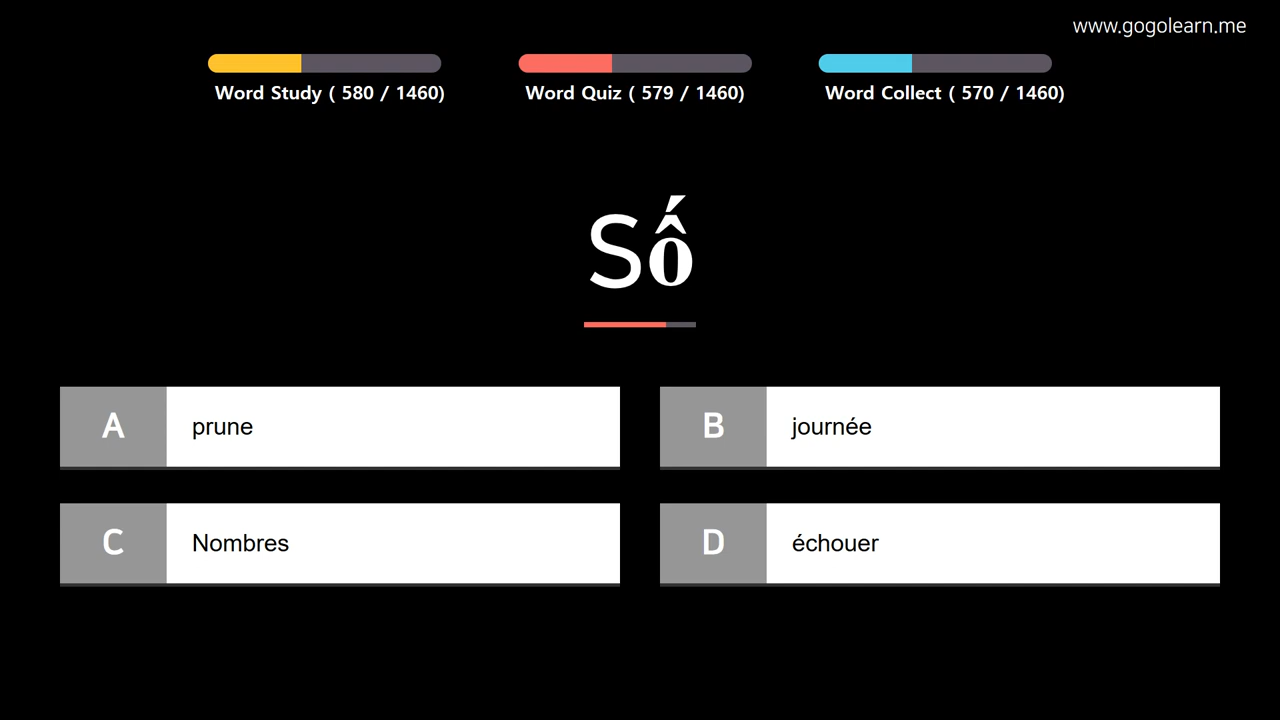 www.gogolearn.me
Word Study ( 580 / 1460)
Word Quiz ( 579 / 1460)
Word Collect ( 570 / 1460)
Số
A prune
B journée
C Nombres
D échouer